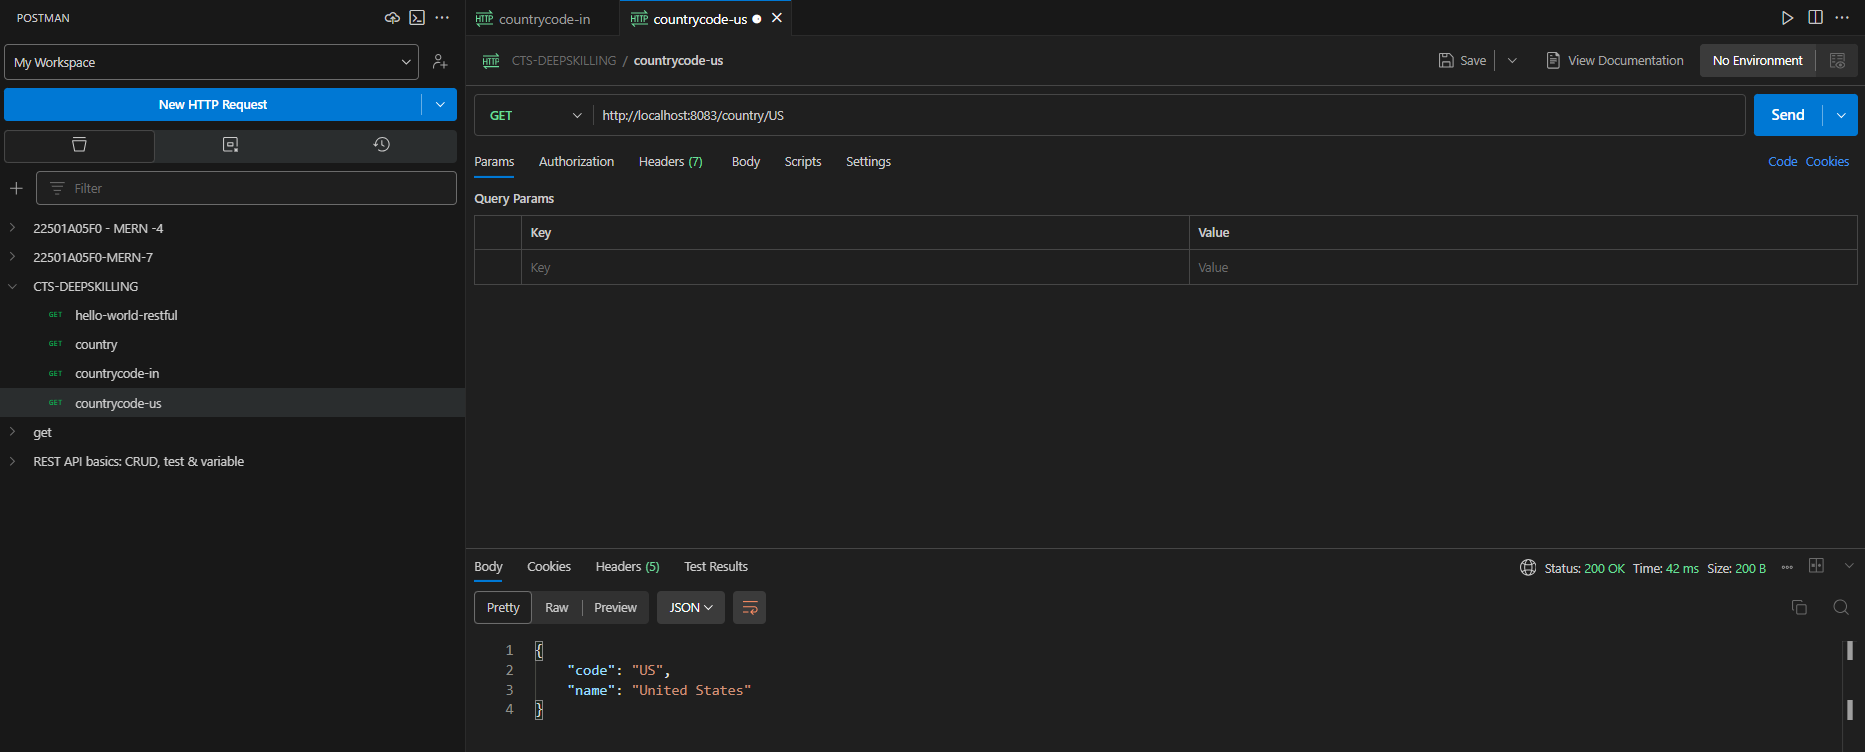 POSTMAN
My Workspace
New HTTP Request
Filter
22501A05F0 - MERN -4
22501A05F0-MERN-7
CTS-DEEPSKILLING
GET hello-world-restful
GET country
GET countrycode-in
GET countrycode-us
get
REST API basics: CRUD, test & variable
HTTP countrycode-in HTTP countrycode-us
HTTP CTS-DEEPSKILLING / countrycode-us Save View Documentation No Environment
GET http://localhost:8083/country/US Send
Params Authorization Headers (7) Body Scripts Settings Code Cookies
Query Params
Key Value
Key Value
Body Cookies Headers (5) Test Results Status: 200 OK Time: 42 ms Size: 200 B
Pretty Raw Preview JSON
1 {
2 "code": "US",
3 "name": "United States"
4 }